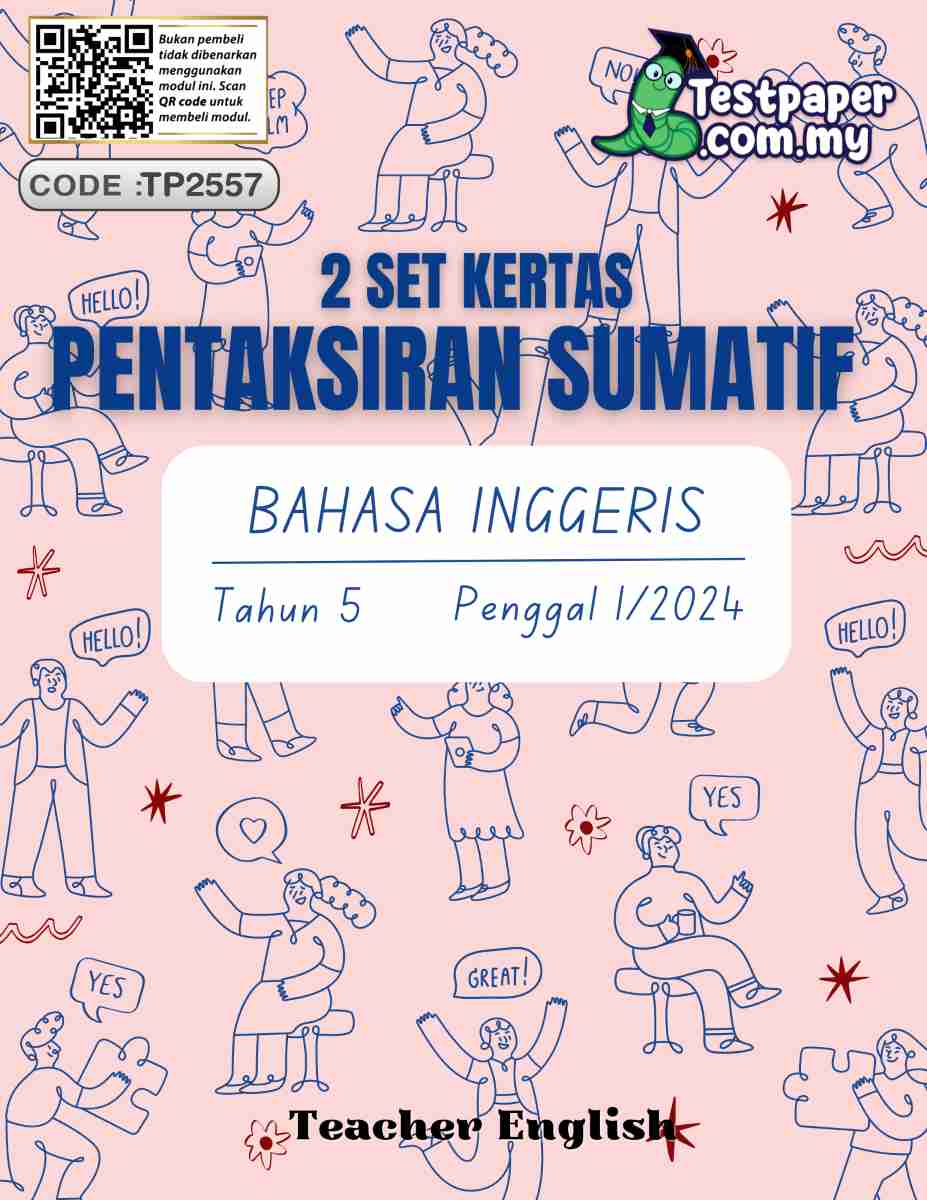 Bukan pembeli
tidak dibenarkan
menggunakan
modul ini. Scan
QR code untuk
membeli modul.
CODE :TP2557
Testpaper
.com.my
2 SET KERTAS
HELLO!
PENTAKSIRAN SUMATIF
BAHASA INGGERIS
Tahun 5 Penggal 1/2024
HELLO!
HELLO!
YES
GREAT!
YES
Teacher English